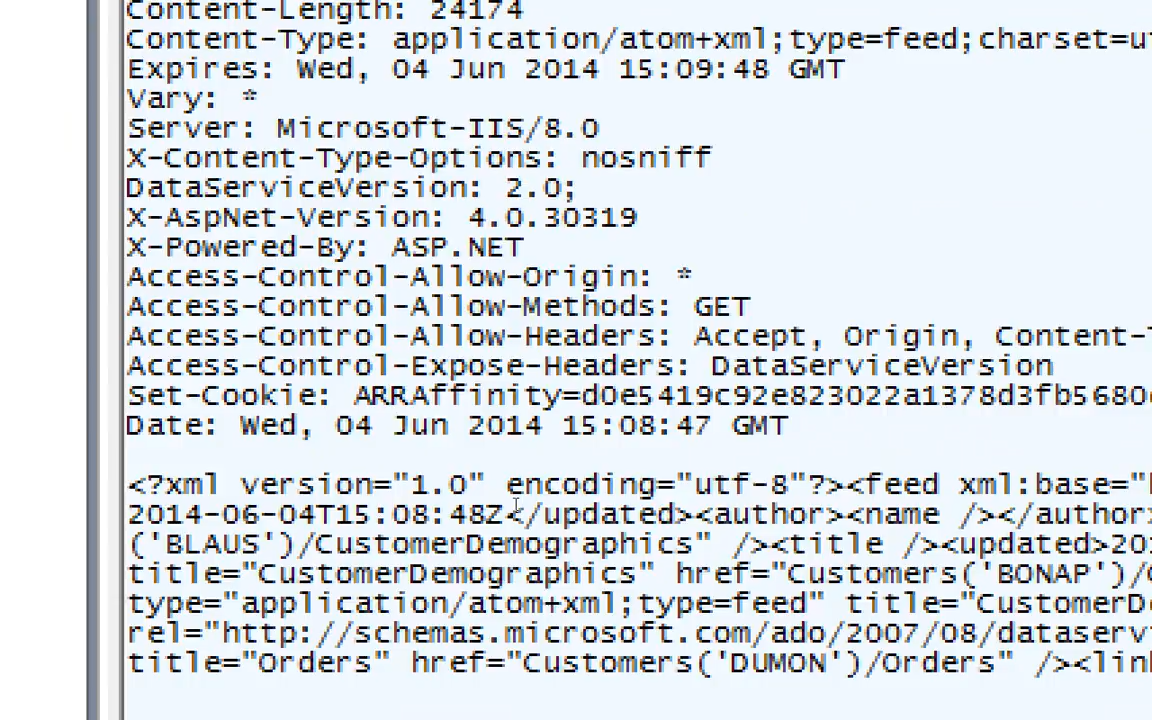 Content-Length: 24174
Content-Type: application/atom+xml;type=feed;charset=u
Expires: Wed, 04 Jun 2014 15:09:48 GMT
Vary: *
Server: Microsoft-IIS/8.0
X-Content-Type-Options: nosniff
DataServiceVersion: 2.0;
X-AspNet-Version: 4.0.30319
X-Powered-By: ASP.NET
Access-Control-Allow-Origin: *
Access-Control-Allow-Methods: GET
Access-Control-Allow-Headers: Accept, Origin, Content-
Access-Control-Expose-Headers: DataServiceVersion
Set-Cookie: ARRAffinity=d0e5419c92e823022a1378d3fb5680
Date: Wed, 04 Jun 2014 15:08:47 GMT
<?xml version="1.0" encoding="utf-8"?><feed xml:base="
2014-06-04T15:08:48Z</updated><author><name /></author
('BLAUS')/CustomerDemographics" /><title /><updated>20
title="CustomerDemographics" href="Customers('BONAP')/
type="application/atom+xml;type=feed" title="CustomerD
rel="http://schemas.microsoft.com/ado/2007/08/dataserv
title="Orders" href="Customers('DUMON')/Orders" /><lin